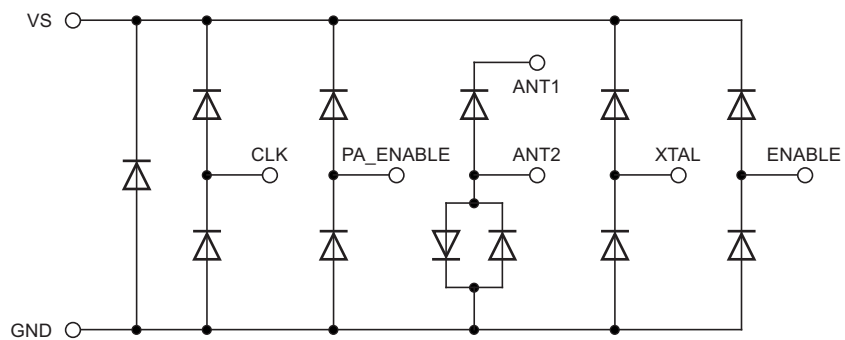 VS
ANT1
CLK
PA_ENABLE
ANT2
XTAL
ENABLE
GND